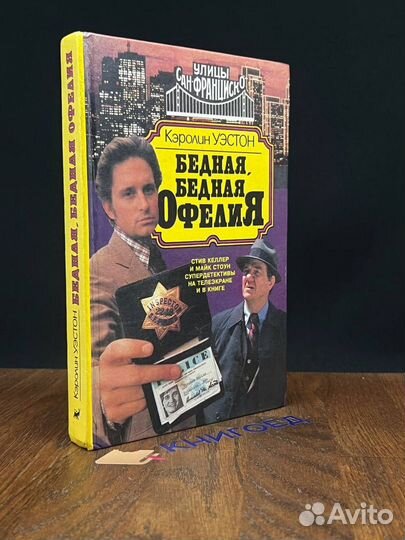 УЛИЦЫ
САН-ФРАНЦИСКО
Кэролин УЭСТОН
БЕДНАЯ,
БЕДНАЯ
ОФЕЛИЯ
СТИВ КЕЛЛЕР
И МАЙК СТОУН
СУПЕРДЕТЕКТИВЫ
НА ТЕЛЕЭКРАНЕ
И В КНИГЕ
INSPECTOR
POLICE
Кэролин УЭСТОН БЕДНАЯ, БЕДНАЯ ОФЕЛИЯ
КНИГОЕД
Avito